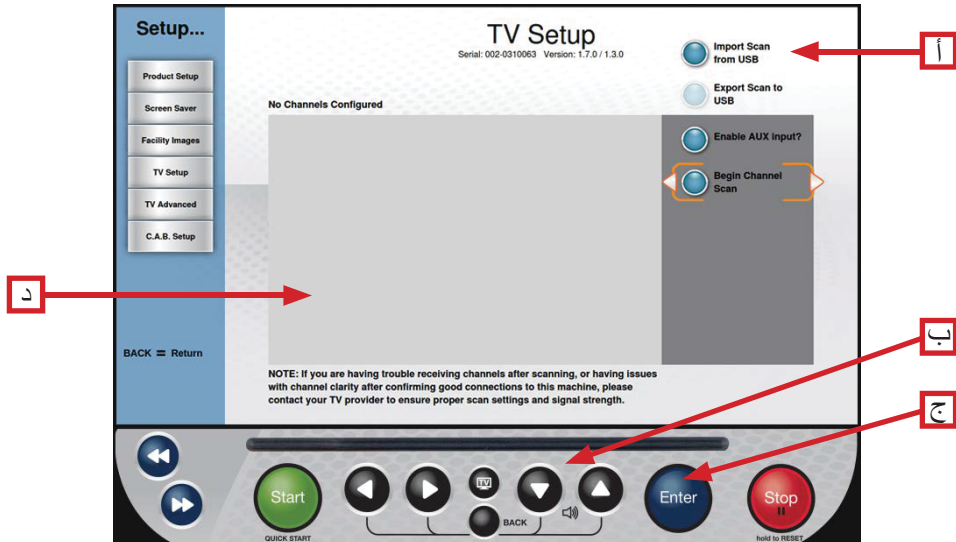 Setup...
Product Setup
Screen Saver
Facility Images
TV Setup
TV Advanced
C.A.B. Setup
BACK = Return
TV Setup
Serial: 002-0310063 Version: 1.7.0 / 1.3.0
Import Scan
from USB
Export Scan to
USB
No Channels Configured
Enable AUX input?
Begin Channel
Scan
NOTE: If you are having trouble receiving channels after scanning, or having issues
with channel clarity after confirming good connections to this machine, please
contact your TV provider to ensure proper scan settings and signal strength.
أ
د
ب
ج
Start
QUICK START
TV
BACK
Enter
Stop
hold to RESET